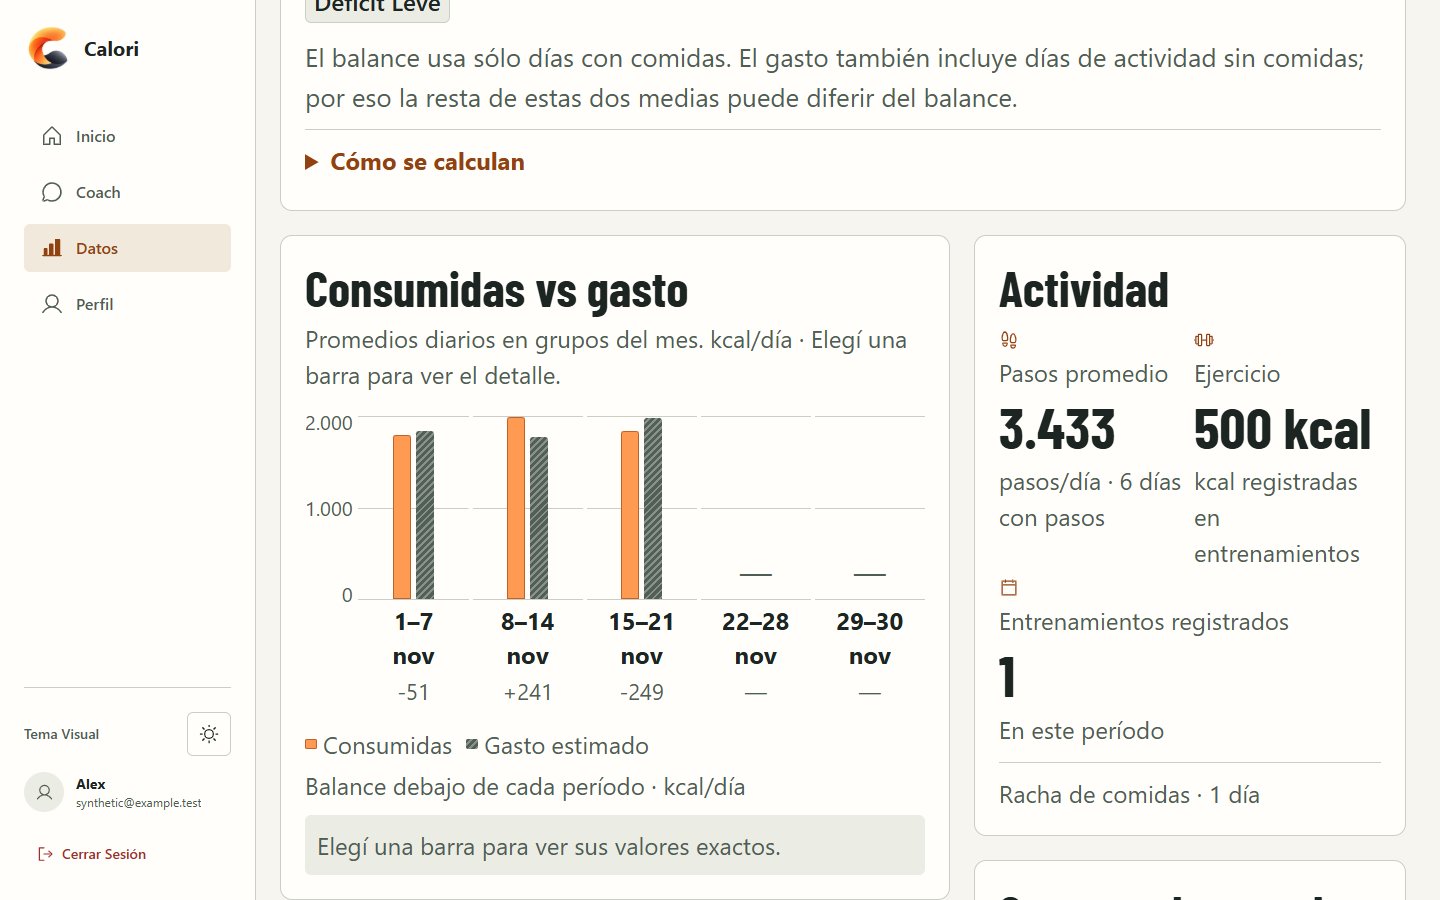 Calori
Inicio
Coach
Datos
Perfil
Tema Visual
Alex
synthetic@example.test
Cerrar Sesión
Déficit Leve
El balance usa sólo días con comidas. El gasto también incluye días de actividad sin comidas;
por eso la resta de estas dos medias puede diferir del balance.
Cómo se calculan
Consumidas vs gasto
Promedios diarios en grupos del mes. kcal/día · Elegí una
barra para ver el detalle.
2.000
1.000
0
1–7 nov
8–14 nov
15–21 nov
22–28 nov
29–30 nov
-51
+241
-249
—
—
Consumidas
Gasto estimado
Balance debajo de cada período · kcal/día
Elegí una barra para ver sus valores exactos.
Actividad
Pasos promedio
3.433
pasos/día · 6 días
con pasos
Ejercicio
500 kcal
kcal registradas
en
entrenamientos
Entrenamientos registrados
1
En este período
Racha de comidas · 1 día